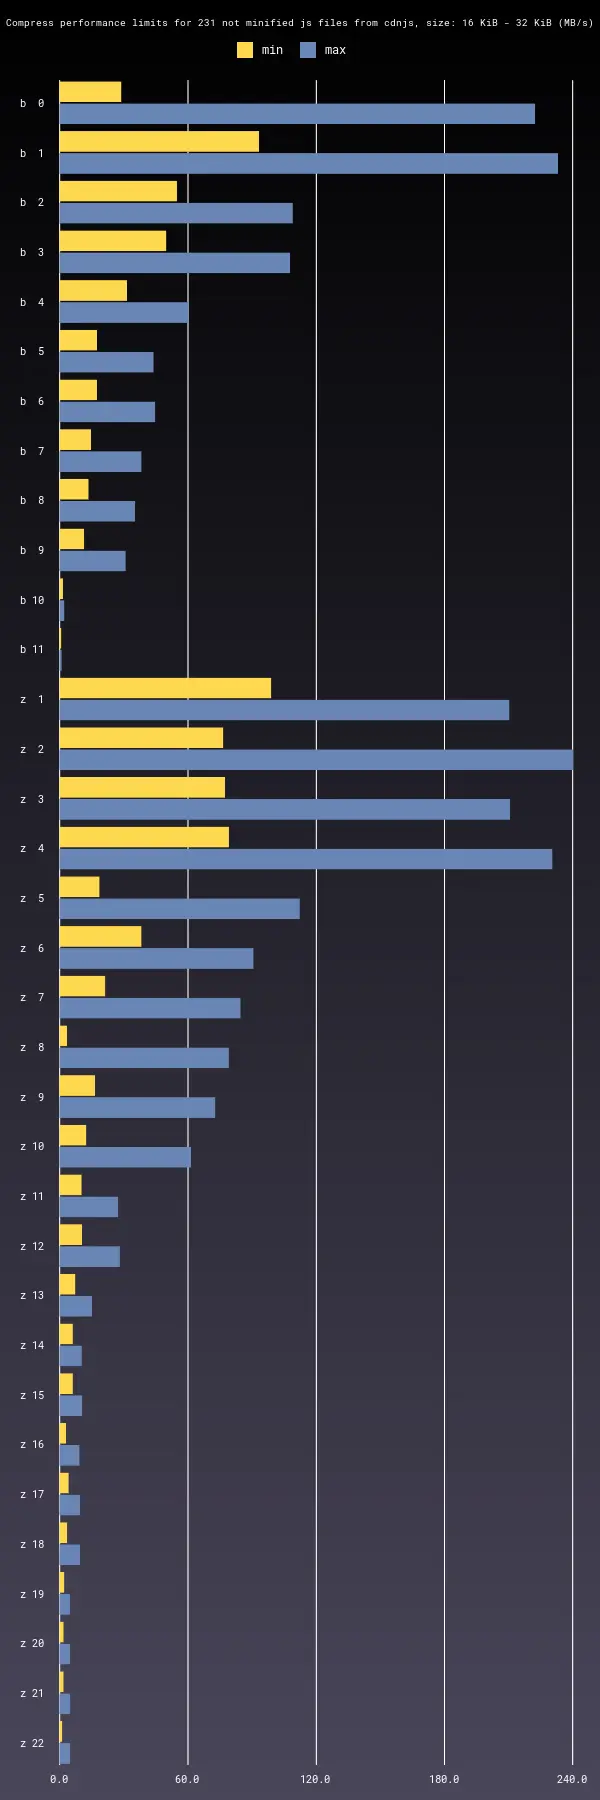 Compress performance limits for 231 not minified js files from cdnjs, size: 16 KiB - 32 KiB (MB/s)
min max
b 0
b 1
b 2
b 3
b 4
b 5
b 6
b 7
b 8
b 9
b 10
b 11
z 1
z 2
z 3
z 4
z 5
z 6
z 7
z 8
z 9
z 10
z 11
z 12
z 13
z 14
z 15
z 16
z 17
z 18
z 19
z 20
z 21
z 22
0.0 60.0 120.0 180.0 240.0